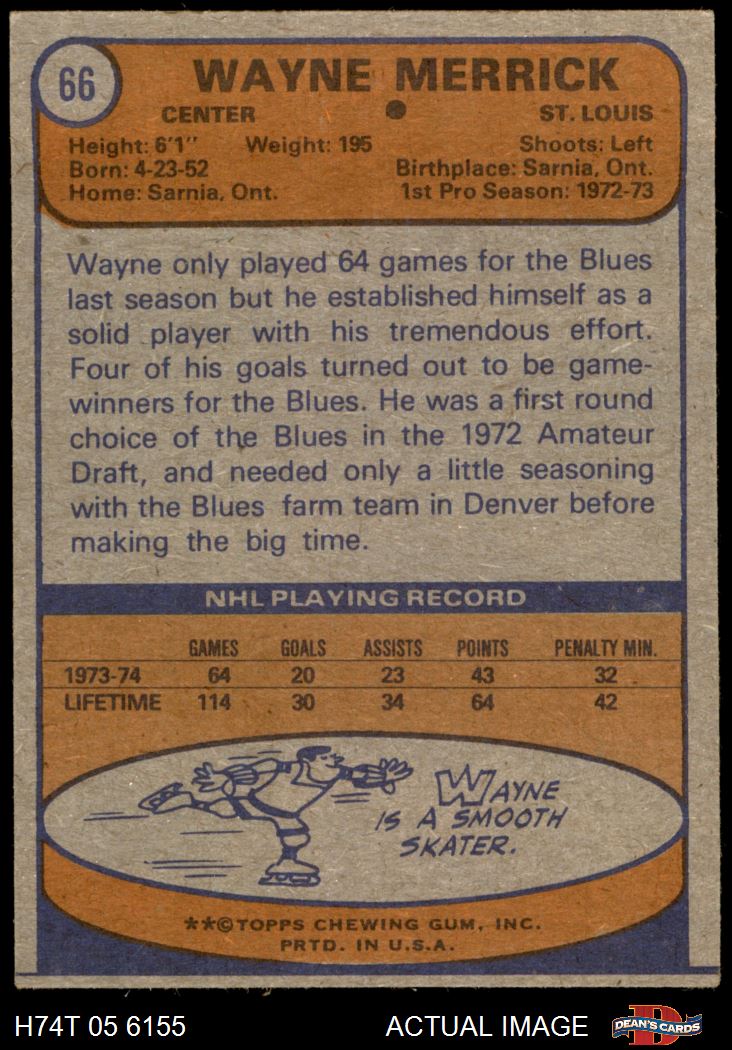 66
WAYNE MERRICK
CENTER ST. LOUIS
Height: 6'1" Weight: 195 Shoots: Left
Born: 4-23-52 Birthplace: Sarnia, Ont.
Home: Sarnia, Ont. 1st Pro Season: 1972-73
Wayne only played 64 games for the Blues
last season but he established himself as a
solid player with his tremendous effort.
Four of his goals turned out to be game-
winners for the Blues. He was a first round
choice of the Blues in the 1972 Amateur
Draft, and needed only a little seasoning
with the Blues farm team in Denver before
making the big time.
NHL PLAYING RECORD
GAMES GOALS ASSISTS POINTS PENALTY MIN.
1973-74 64 20 23 43 32
LIFETIME 114 30 34 64 42
WAYNE
IS A SMOOTH
SKATER.
**©TOPPS CHEWING GUM, INC.
PRTD. IN U.S.A.
H74T 05 6155 ACTUAL IMAGE D DEAN'S CARDS